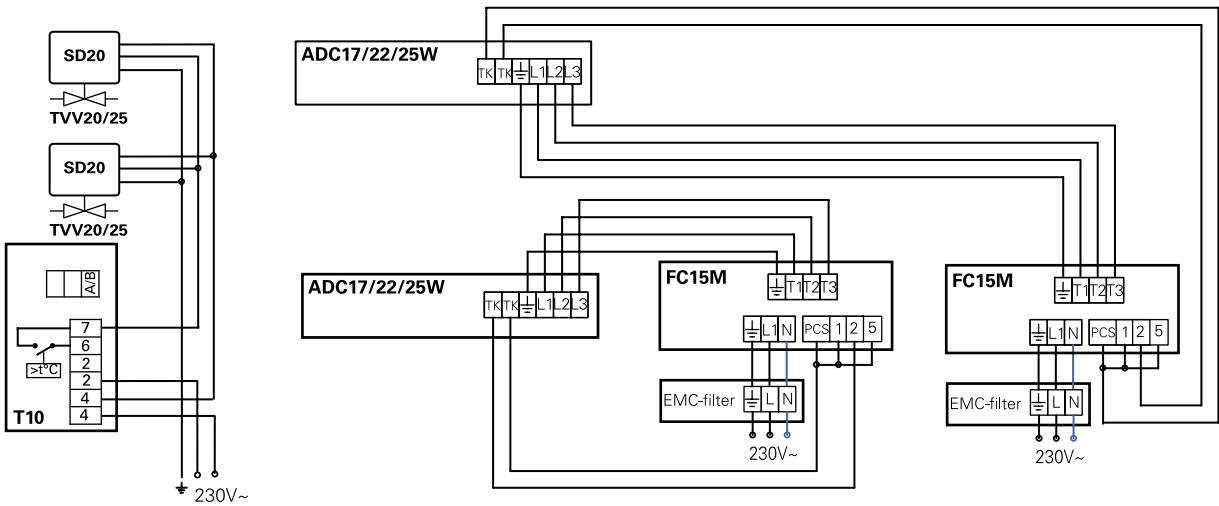 SD20
TVV20/25
SD20
TVV20/25
A/B
7
6
2
2
4
4
>t°C
T10
230V~
ADC17/22/25W
TK TK L1 L2 L3
ADC17/22/25W
TK TK L1 L2 L3
FC15M
T1 T2 T3
L1 N PCS 1 2 5
EMC-filter L N
230V~
FC15M
T1 T2 T3
L1 N PCS 1 2 5
EMC-filter L N
230V~